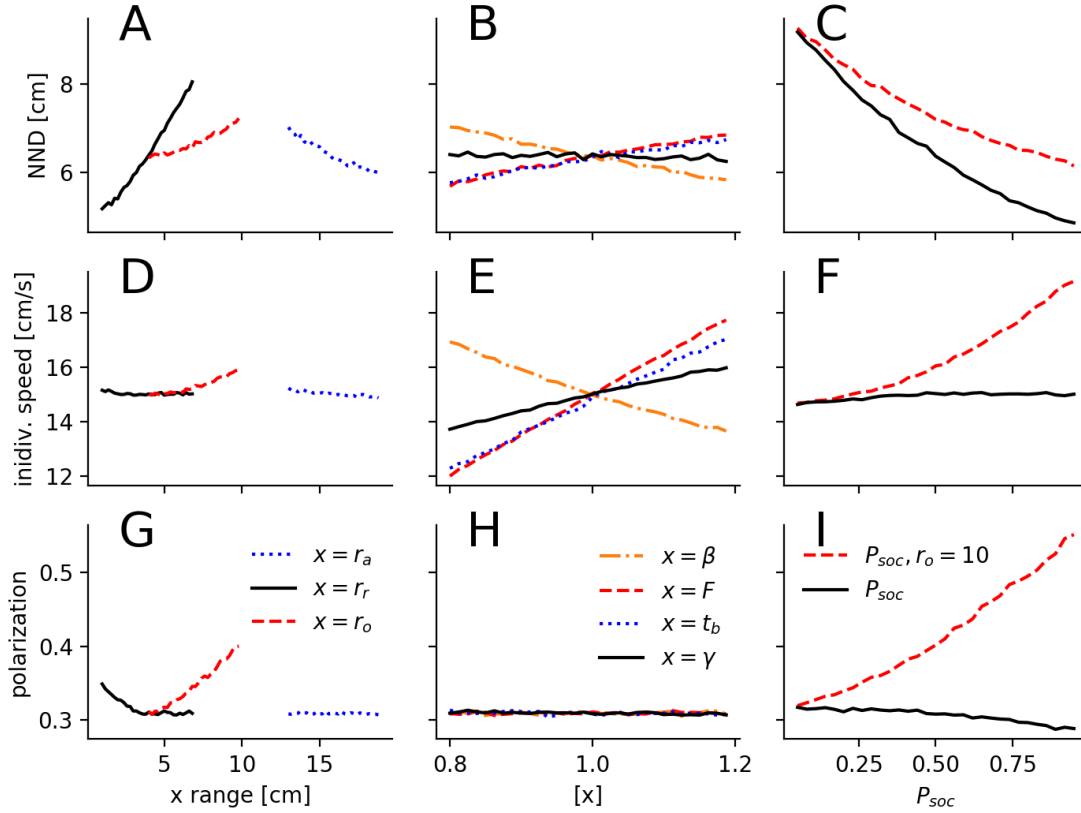 A
B
C
NND [cm]
8
6
D
E
F
inidiv. speed [cm/s]
18
16
14
12
G
H
I
polarization
0.5
0.4
0.3
x = r_a
x = r_r
x = r_o
x = β
x = F
x = t_b
x = γ
P_soc, r_o = 10
P_soc
5
10
15
0.8
1.0
1.2
0.25
0.50
0.75
x range [cm]
[x]
P_soc